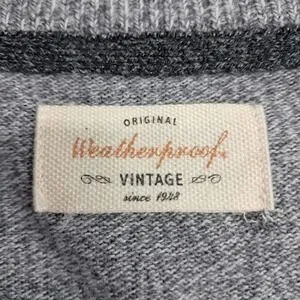 ORIGINAL
Weatherproof
VINTAGE
since 1948